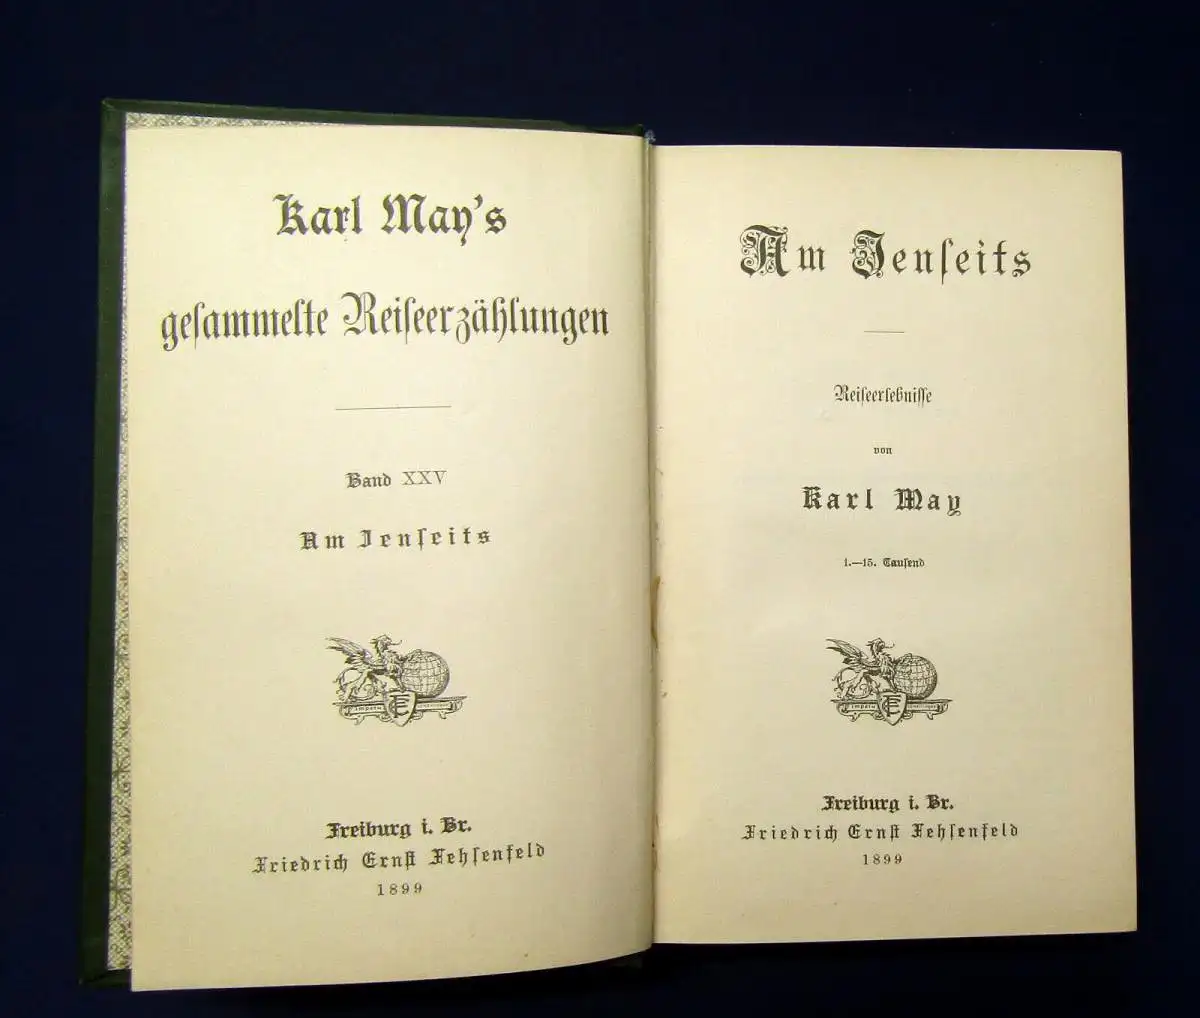 Karl May's
gesammelte Reiseerzählungen
Band XXV
Am Jenseits
Freiburg i. Br.
Friedrich Ernst Fehsenfeld
1899
Am Jenseits
Reiseerlebnisse
von
Karl May
1.—15. Tausend
Freiburg i. Br.
Friedrich Ernst Fehsenfeld
1899